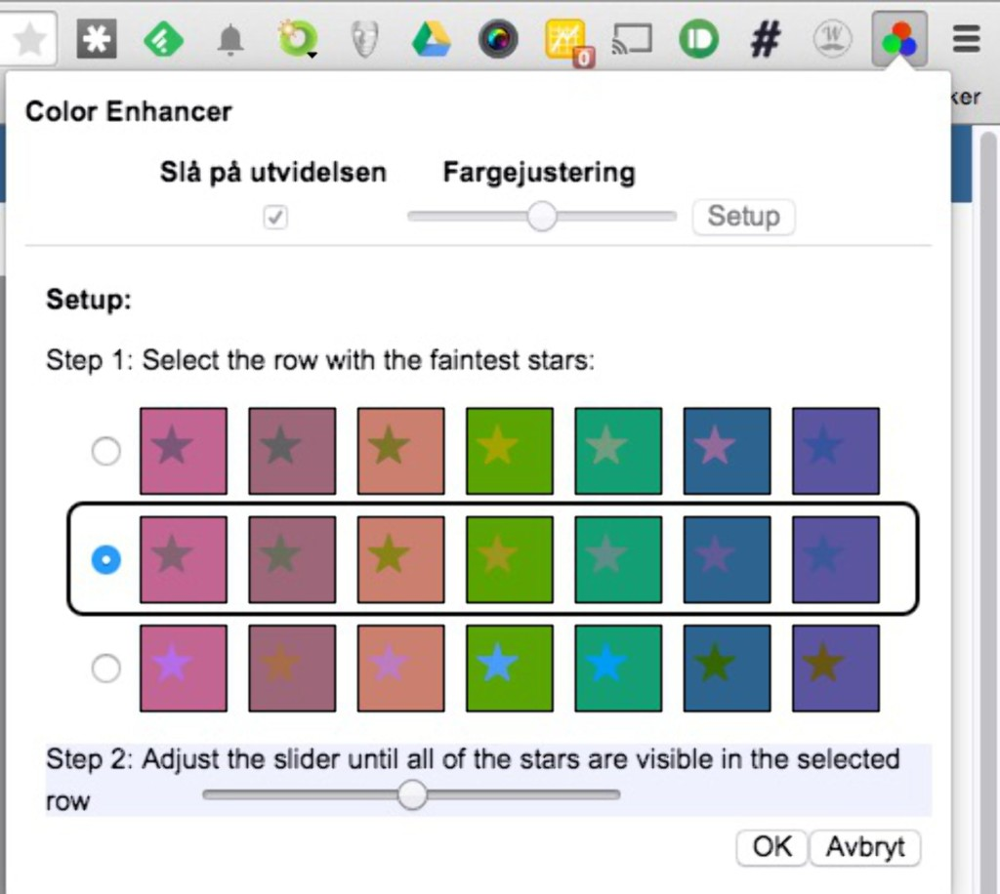 0
#
W
ker
Color Enhancer
Slå på utvidelsen Fargejustering
Setup
Setup:
Step 1: Select the row with the faintest stars:
Step 2: Adjust the slider until all of the stars are visible in the selected
row
OK Avbryt